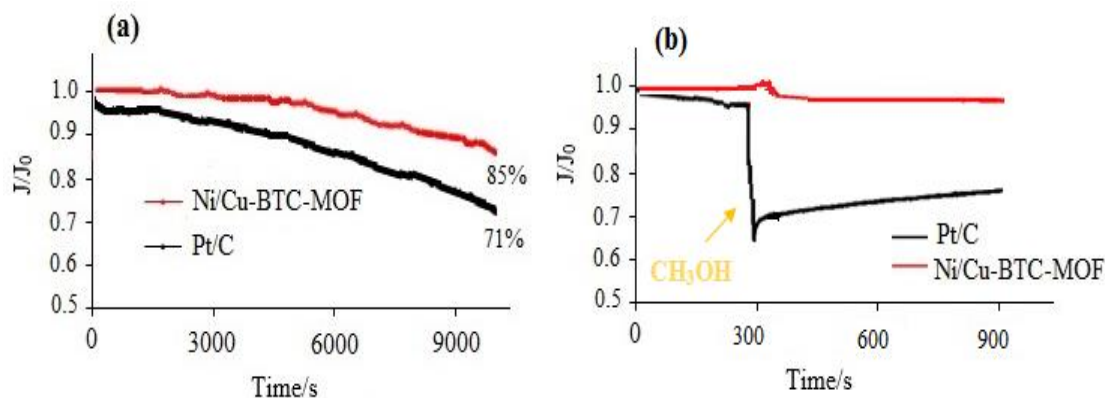 (a)
1.0
0.9
0.8
0.7
0.6
0.5
J/J₀
85%
71%
Ni/Cu-BTC-MOF
Pt/C
0 3000 6000 9000
Time/s
(b)
1.0
0.9
0.8
0.7
0.6
0.5
J/J₀
CH₃OH
Pt/C
Ni/Cu-BTC-MOF
0 300 600 900
Time/s